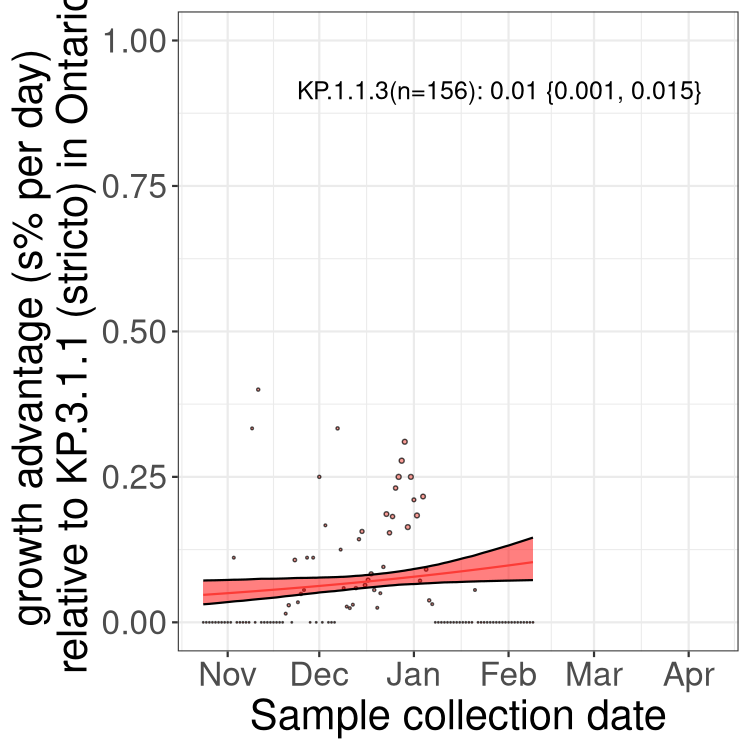 growth advantage (s% per day)
relative to KP.3.1.1 (stricto) in Ontario
1.00
0.75
0.50
0.25
0.00
KP.1.1.3(n=156): 0.01 {0.001, 0.015}
Nov Dec Jan Feb Mar Apr
Sample collection date